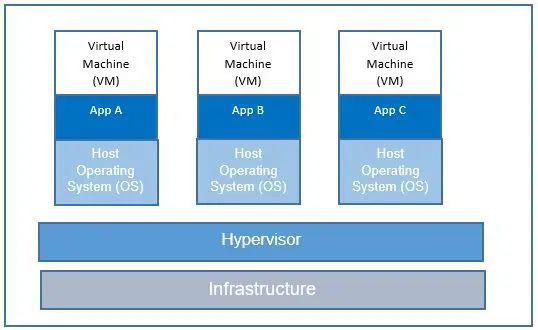 Virtual
Machine
(VM)
App A
Host
Operating
System (OS)
Virtual
Machine
(VM)
App B
Host
Operating
System (OS)
Virtual
Machine
(VM)
App C
Host
Operating
System (OS)
Hypervisor
Infrastructure